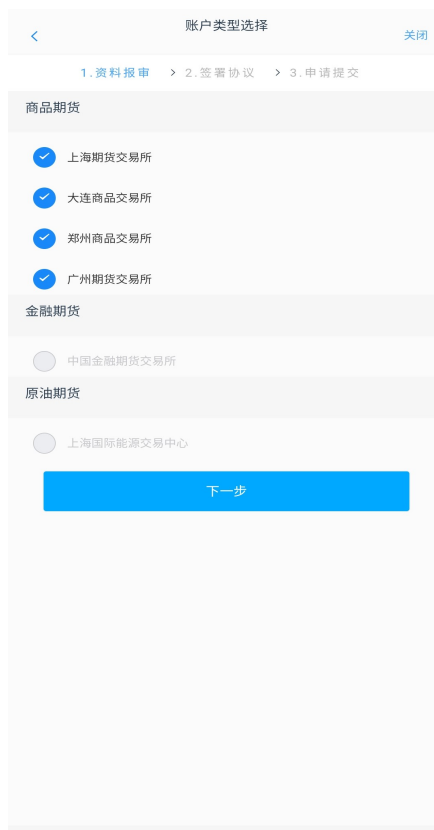 账户类型选择
关闭
1.资料报审 > 2.签署协议 > 3.申请提交
商品期货
上海期货交易所
大连商品交易所
郑州商品交易所
广州期货交易所
金融期货
中国金融期货交易所
原油期货
上海国际能源交易中心
下一步